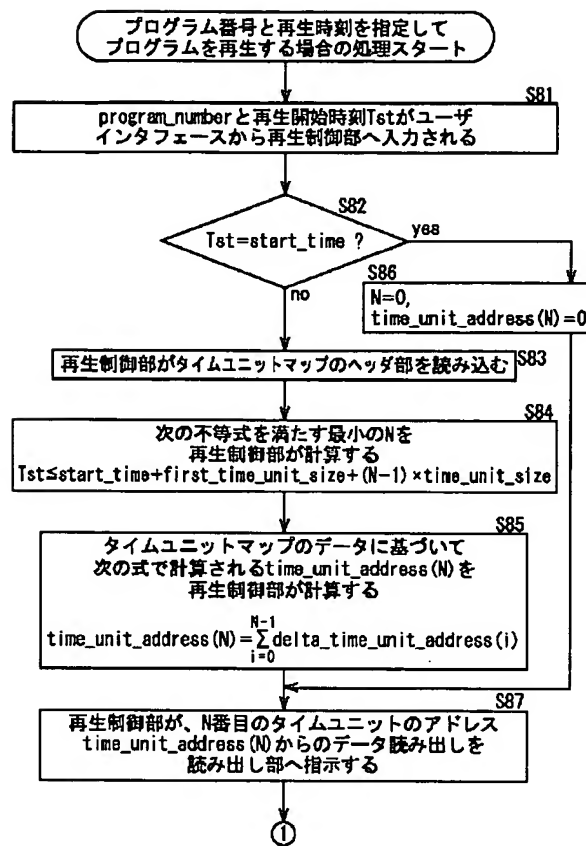 プログラム番号と再生時刻を指定して
プログラムを再生する場合の処理スタート
S81
program_numberと再生開始時刻Tstがユーザ
インタフェースから再生制御部へ入力される
S82
Tst=start_time ?
yes
no
S86
N=0,
time_unit_address(N)=0
再生制御部がタイムユニットマップのヘッダ部を読み込む
S83
S84
次の不等式を満たす最小のNを
再生制御部が計算する
Tst≦start_time+first_time_unit_size+(N-1)×time_unit_size
S85
タイムユニットマップのデータに基づいて
次の式で計算されるtime_unit_address(N)を
再生制御部が計算する
time_unit_address(N)=
N-1
Σdelta_time_unit_address(i)
i=0
S87
再生制御部が、N番目のタイムユニットのアドレス
time_unit_address(N)からのデータ読み出しを
読み出し部へ指示する
①